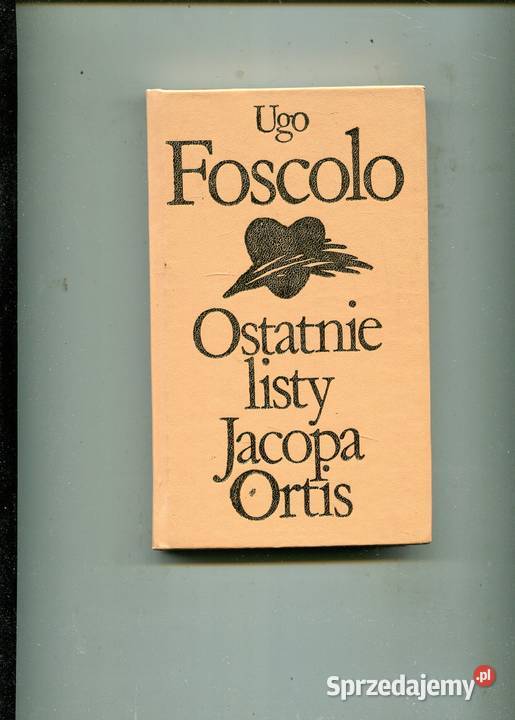 Ugo
Foscolo
Ostatnie
listy
Jacopa
Ortis
Sprzedajemy.pl